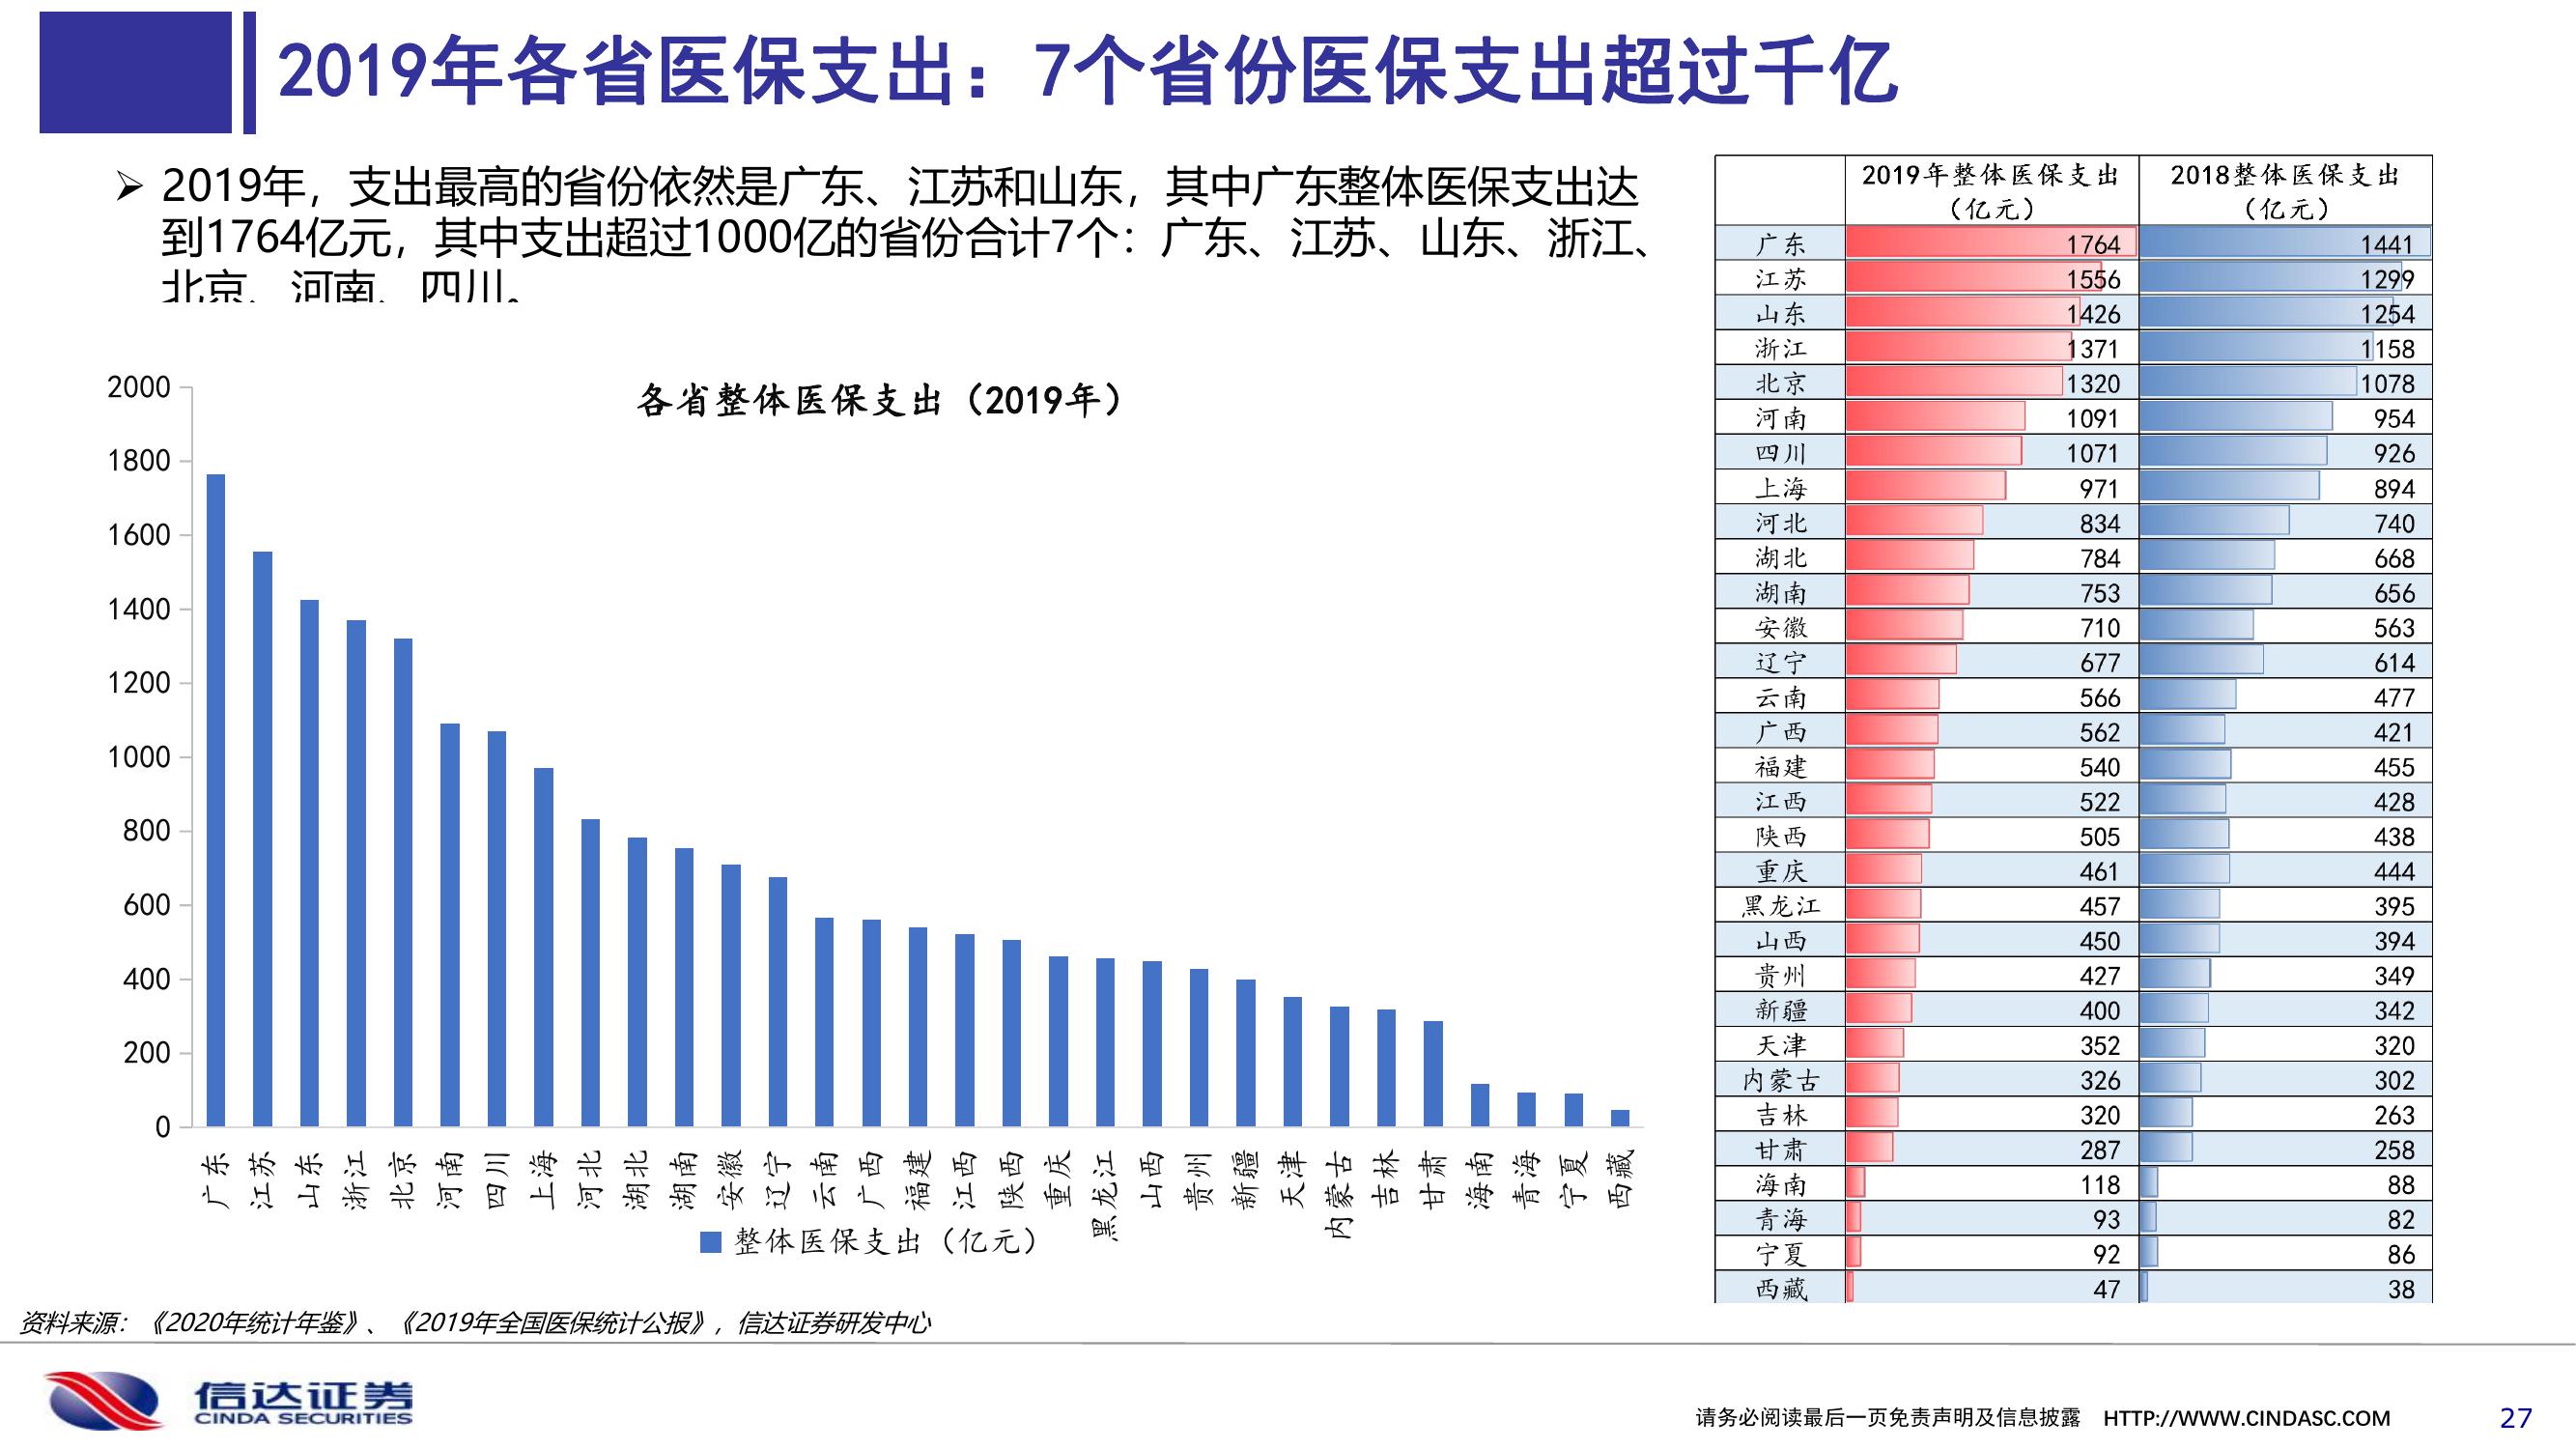 2019年各省医保支出：7个省份医保支出超过千亿
➢ 2019年，支出最高的省份依然是广东、江苏和山东，其中广东整体医保支出达
到1764亿元，其中支出超过1000亿的省份合计7个：广东、江苏、山东、浙江、
北京、河南、四川。
各省整体医保支出（2019年）
2000
1800
1600
1400
1200
1000
800
600
400
200
0
广东 江苏 山东 浙江 北京 河南 四川 上海 河北 湖北 湖南 安徽 辽宁 云南 广西 福建 江西 陕西 重庆 黑龙江 山西 贵州 新疆 天津 内蒙古 吉林 甘肃 海南 青海 宁夏 西藏
整体医保支出（亿元）
2019年整体医保支出 2018整体医保支出
（亿元） （亿元）
广东 1764 1441
江苏 1556 1299
山东 1426 1254
浙江 1371 1158
北京 1320 1078
河南 1091 954
四川 1071 926
上海 971 894
河北 834 740
湖北 784 668
湖南 753 656
安徽 710 563
辽宁 677 614
云南 566 477
广西 562 421
福建 540 455
江西 522 428
陕西 505 438
重庆 461 444
黑龙江 457 395
山西 450 394
贵州 427 349
新疆 400 342
天津 352 320
内蒙古 326 302
吉林 320 263
甘肃 287 258
海南 118 88
青海 93 82
宁夏 92 86
西藏 47 38
资料来源：《2020年统计年鉴》、《2019年全国医保统计公报》，信达证券研发中心
信达证券
CINDA SECURITIES
请务必阅读最后一页免责声明及信息披露 HTTP://WWW.CINDASC.COM 27